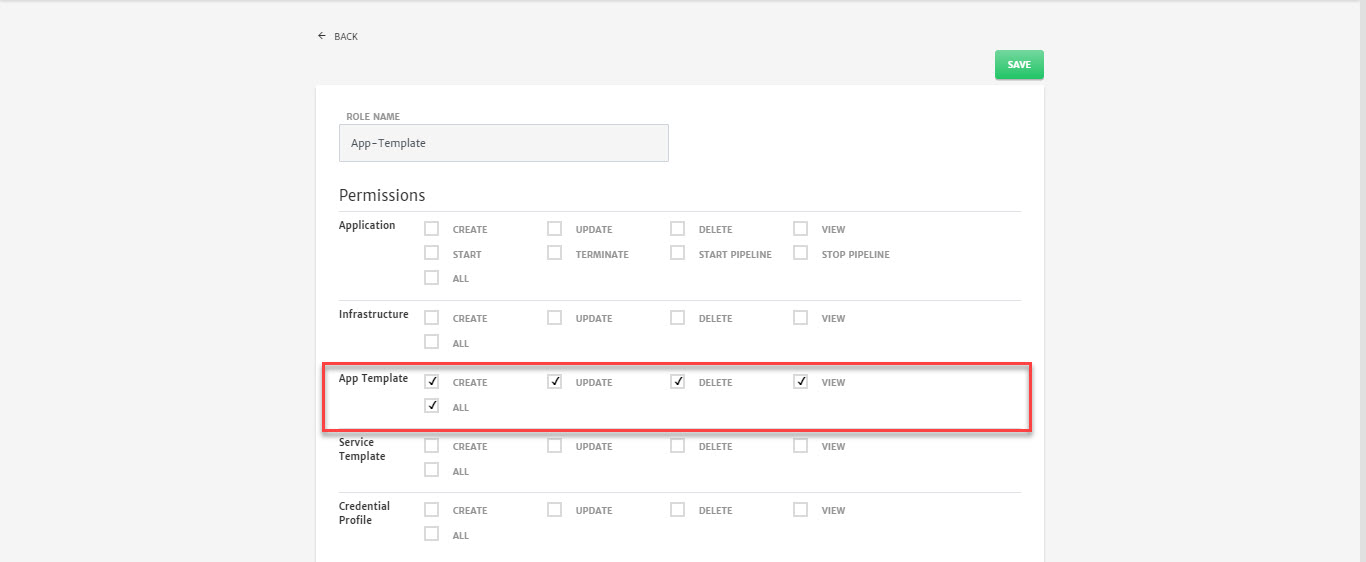 BACK
SAVE
ROLE NAME
App-Template
Permissions
Application
CREATE UPDATE DELETE VIEW
START TERMINATE START PIPELINE STOP PIPELINE
ALL
Infrastructure CREATE UPDATE DELETE VIEW
ALL
App Template CREATE UPDATE DELETE VIEW
ALL
Service
Template
CREATE UPDATE DELETE VIEW
ALL
Credential
Profile
CREATE UPDATE DELETE VIEW
ALL